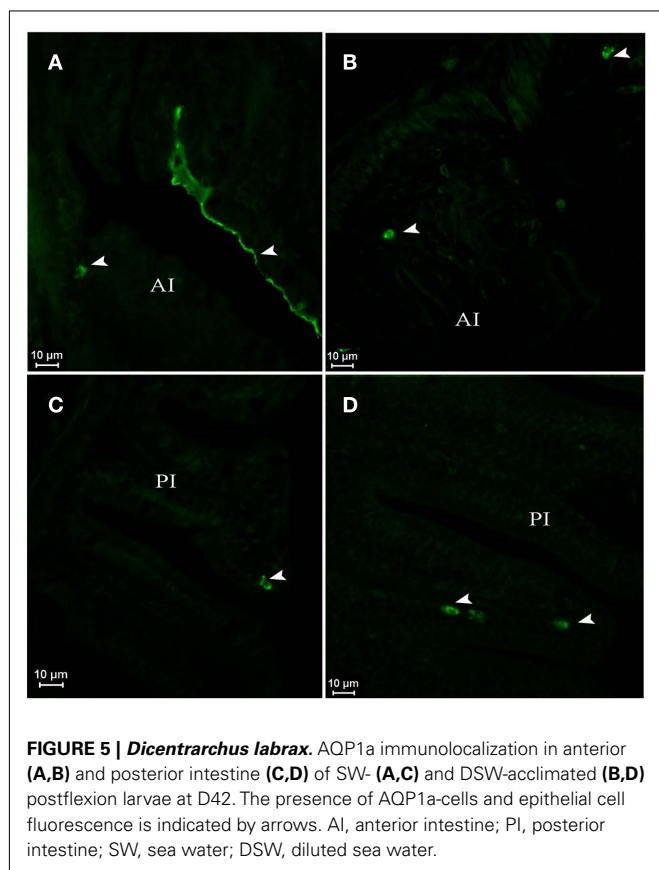 A
B
AI
AI
10 µm
10 µm
C
D
PI
PI
10 µm
10 µm
FIGURE 5 | Dicentrarchus labrax. AQP1a immunolocalization in anterior
(A,B) and posterior intestine (C,D) of SW- (A,C) and DSW-acclimated (B,D)
postflexion larvae at D42. The presence of AQP1a-cells and epithelial cell
fluorescence is indicated by arrows. AI, anterior intestine; PI, posterior
intestine; SW, sea water; DSW, diluted sea water.